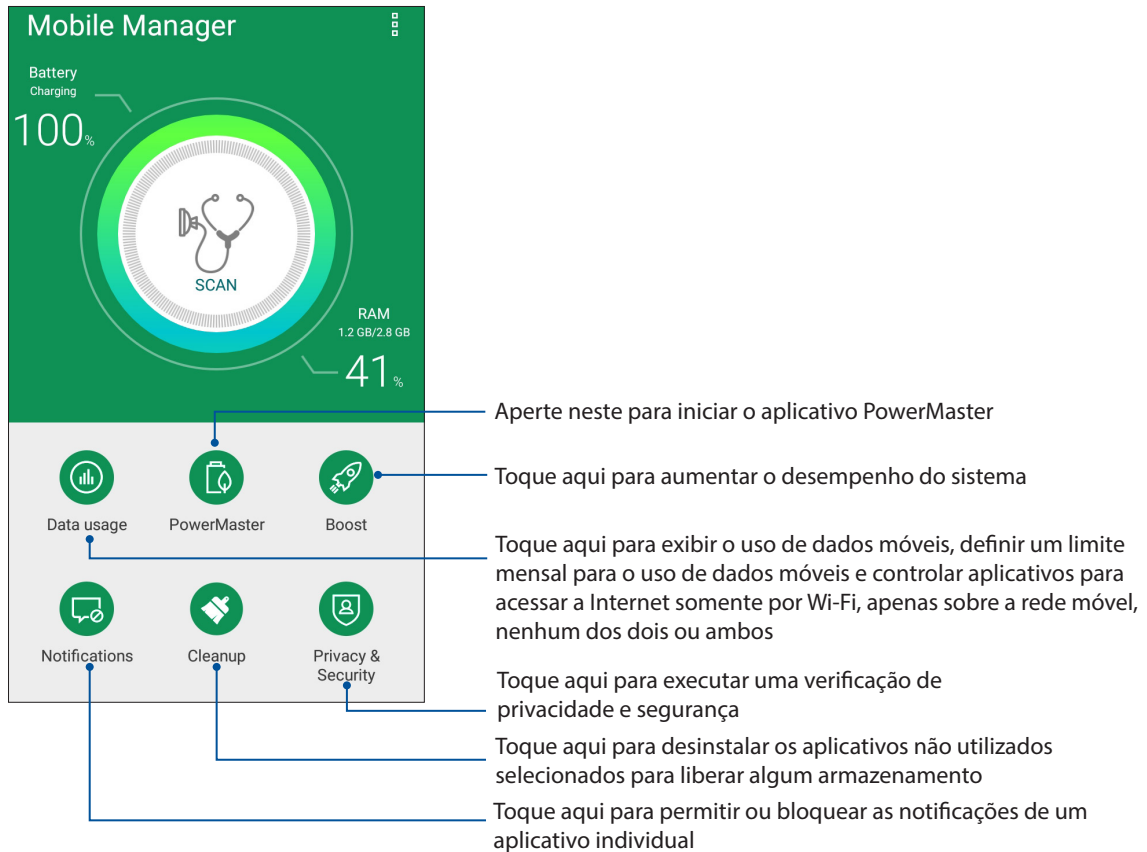 Mobile Manager
Battery
Charging
100%
SCAN
RAM
1.2 GB/2.8 GB
41%
Data usage
PowerMaster
Boost
Notifications
Cleanup
Privacy &
Security
Aperte neste para iniciar o aplicativo PowerMaster
Toque aqui para aumentar o desempenho do sistema
Toque aqui para exibir o uso de dados móveis, definir um limite
mensal para o uso de dados móveis e controlar aplicativos para
acessar a Internet somente por Wi-Fi, apenas sobre a rede móvel,
nenhum dos dois ou ambos
Toque aqui para executar uma verificação de
privacidade e segurança
Toque aqui para desinstalar os aplicativos não utilizados
selecionados para liberar algum armazenamento
Toque aqui para permitir ou bloquear as notificações de um
aplicativo individual